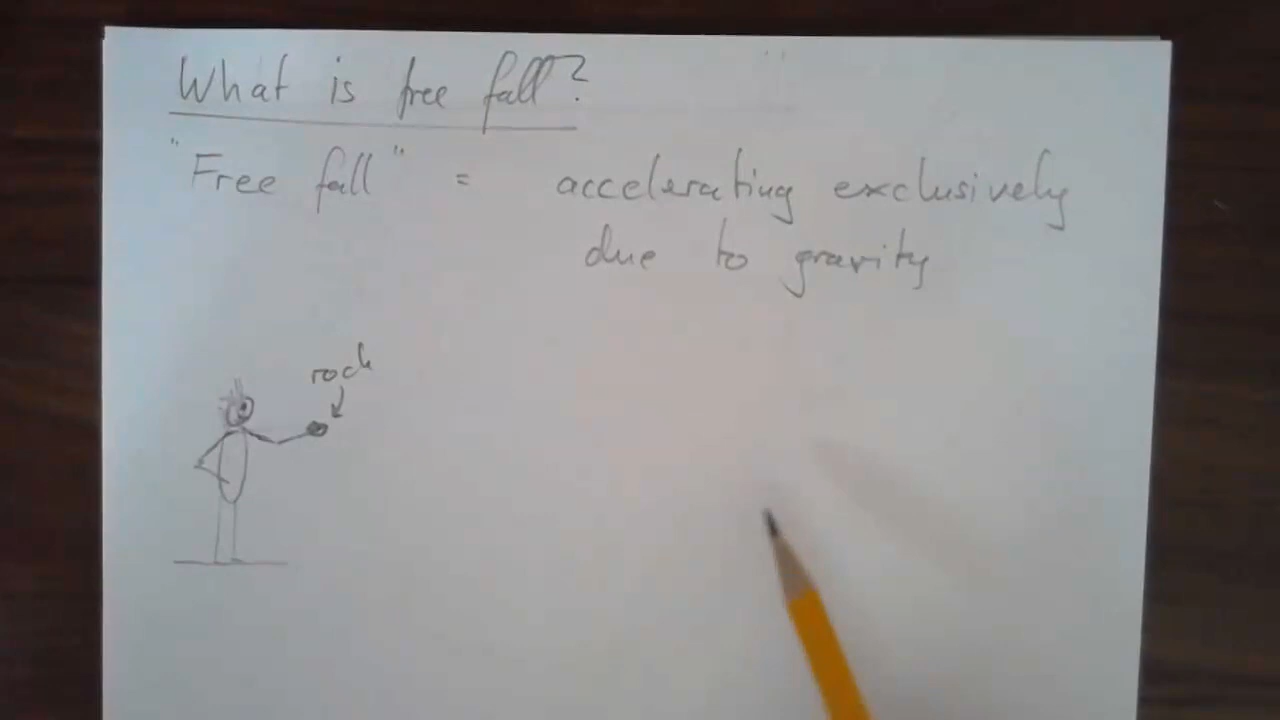 What is free fall?
"Free fall" = accelerating exclusively
due to gravity
rock